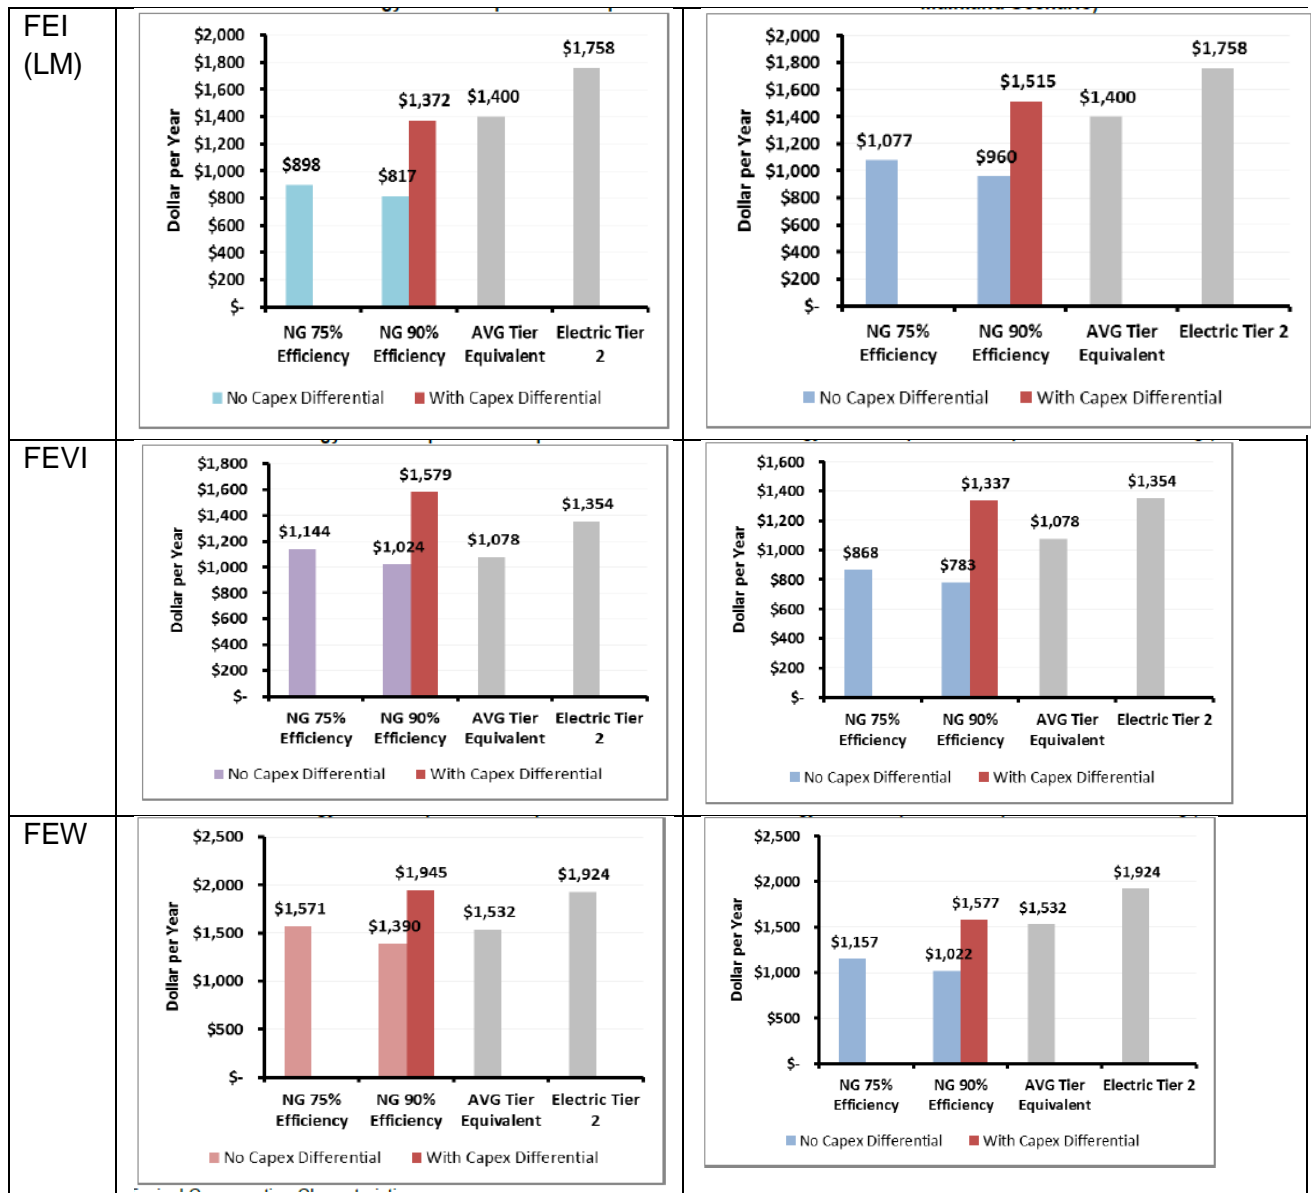 FEI
(LM)
$2,000
$1,800
$1,600
$1,400
$1,200
$1,000
$800
$600
$400
$200
$-
Dollar per Year
$898
$817
$1,372
$1,400
$1,758
NG 75% Efficiency
NG 90% Efficiency
AVG Tier Equivalent
Electric Tier 2
No Capex Differential
With Capex Differential
$2,000
$1,800
$1,600
$1,400
$1,200
$1,000
$800
$600
$400
$200
$-
Dollar per Year
$1,077
$960
$1,515
$1,400
$1,758
NG 75% Efficiency
NG 90% Efficiency
AVG Tier Equivalent
Electric Tier 2
No Capex Differential
With Capex Differential
FEVI
$1,800
$1,600
$1,400
$1,200
$1,000
$800
$600
$400
$200
$-
Dollar per Year
$1,144
$1,024
$1,579
$1,078
$1,354
NG 75% Efficiency
NG 90% Efficiency
AVG Tier Equivalent
Electric Tier 2
No Capex Differential
With Capex Differential
$1,600
$1,400
$1,200
$1,000
$800
$600
$400
$200
$-
Dollar per Year
$868
$783
$1,337
$1,078
$1,354
NG 75% Efficiency
NG 90% Efficiency
AVG Tier Equivalent
Electric Tier 2
No Capex Differential
With Capex Differential
FEW
$2,500
$2,000
$1,500
$1,000
$500
$-
Dollar per Year
$1,571
$1,390
$1,945
$1,532
$1,924
NG 75% Efficiency
NG 90% Efficiency
AVG Tier Equivalent
Electric Tier 2
No Capex Differential
With Capex Differential
$2,500
$2,000
$1,500
$1,000
$500
$-
Dollar per Year
$1,157
$1,022
$1,577
$1,532
$1,924
NG 75% Efficiency
NG 90% Efficiency
AVG Tier Equivalent
Electric Tier 2
No Capex Differential
With Capex Differential